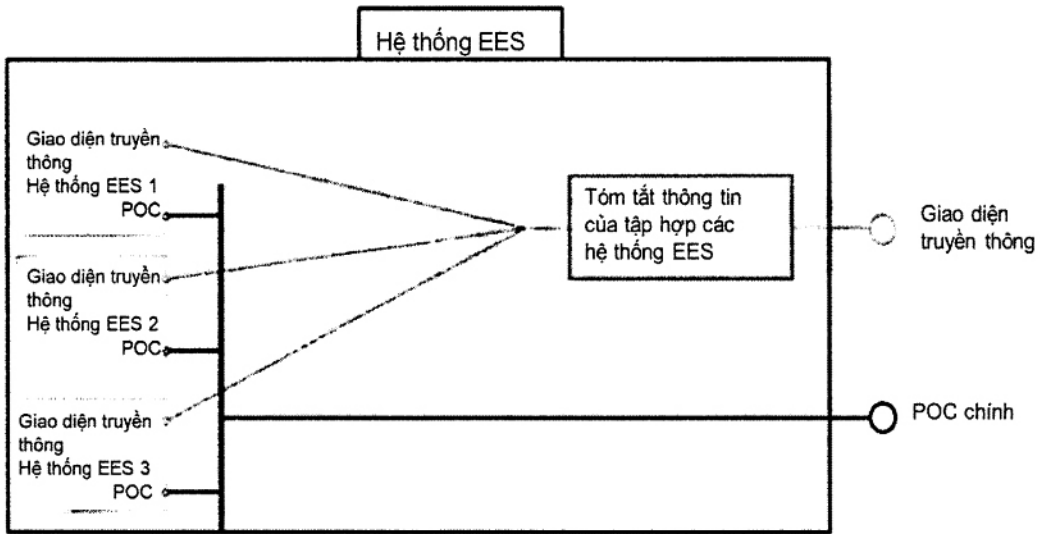 Hệ thống EES
Giao diện truyền
thông
Hệ thống EES 1
POC
Giao diện truyền
thông
Hệ thống EES 2
POC
Giao diện truyền
thông
Hệ thống EES 3
POC
Tóm tắt thông tin
của tập hợp các
hệ thống EES
Giao diện
truyền thông
POC chính